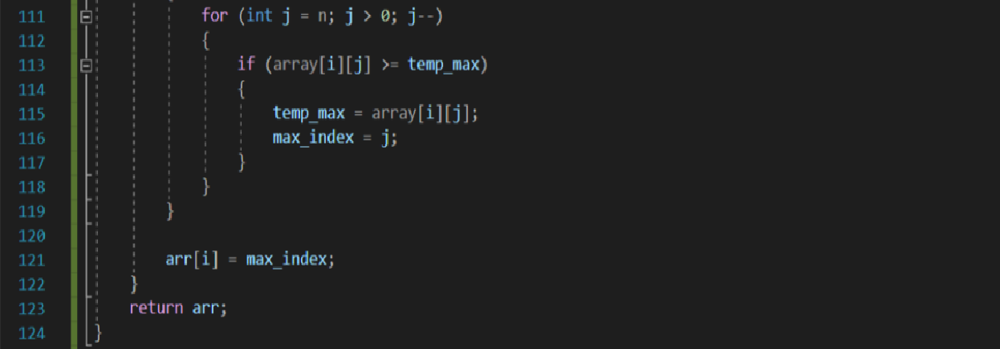 111 for (int j = n; j > 0; j--)
112 {
113 if (array[i][j] >= temp_max)
114 {
115 temp_max = array[i][j];
116 max_index = j;
117 }
118 }
119 }
120
121 arr[i] = max_index;
122 }
123 return arr;
124 }